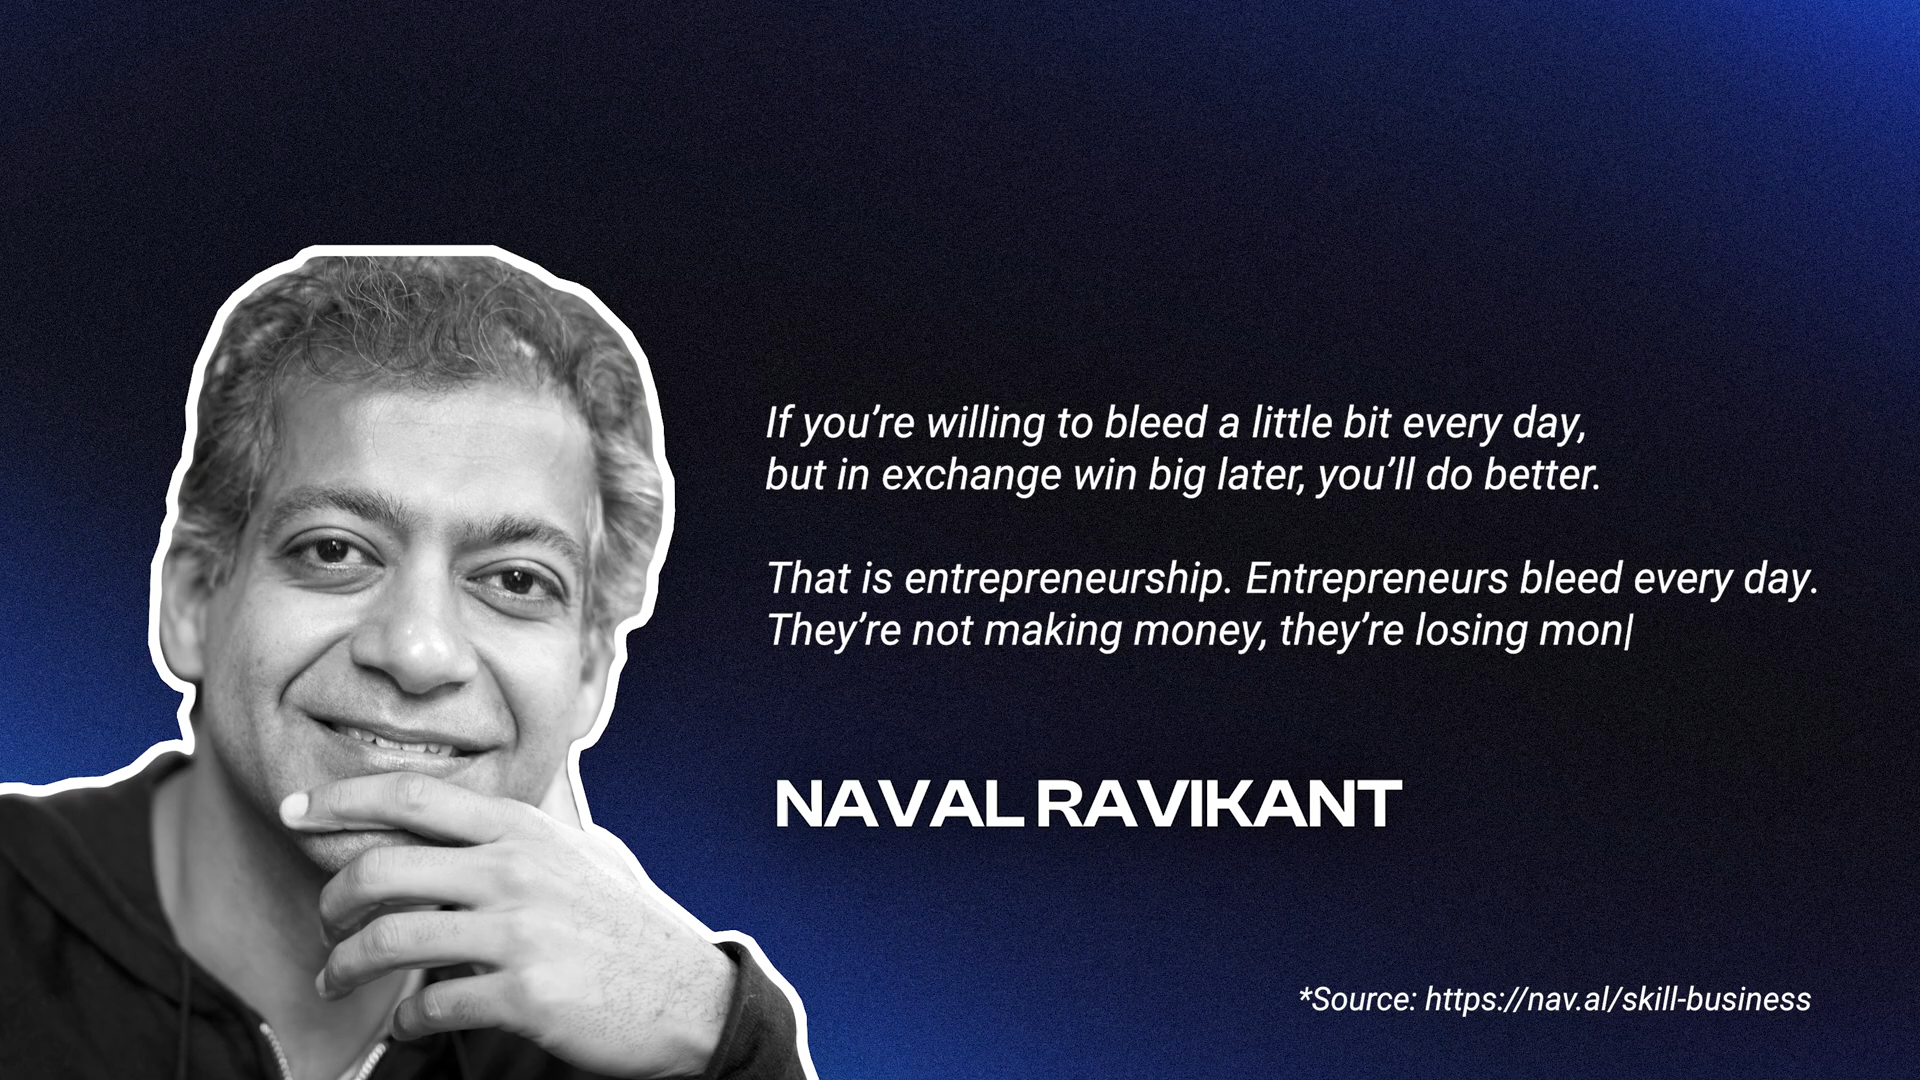 If you’re willing to bleed a little bit every day,
but in exchange win big later, you’ll do better.
That is entrepreneurship. Entrepreneurs bleed every day.
They’re not making money, they’re losing mon|
NAVAL RAVIKANT
*Source: https://nav.al/skill-business